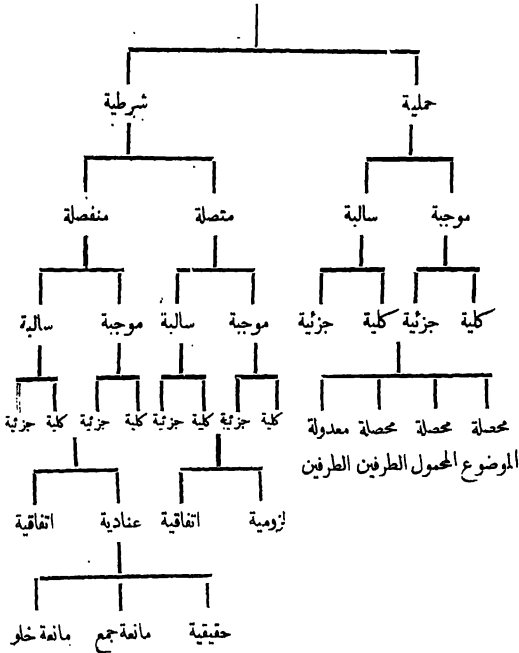 حملية شرطية
موجبة سالبة متصلة منفصلة
كلية جزئية كلية جزئية موجبة سالبة موجبة سالبة
كلية جزئية كلية جزئية كلية جزئية كلية جزئية
محصلة محصلة محصلة معدولة
الموضوع المحمول الطرفين الطرفين
لزومية اتفاقية عنادية اتفاقية
حقيقية مانعة جمع مانعة خلو